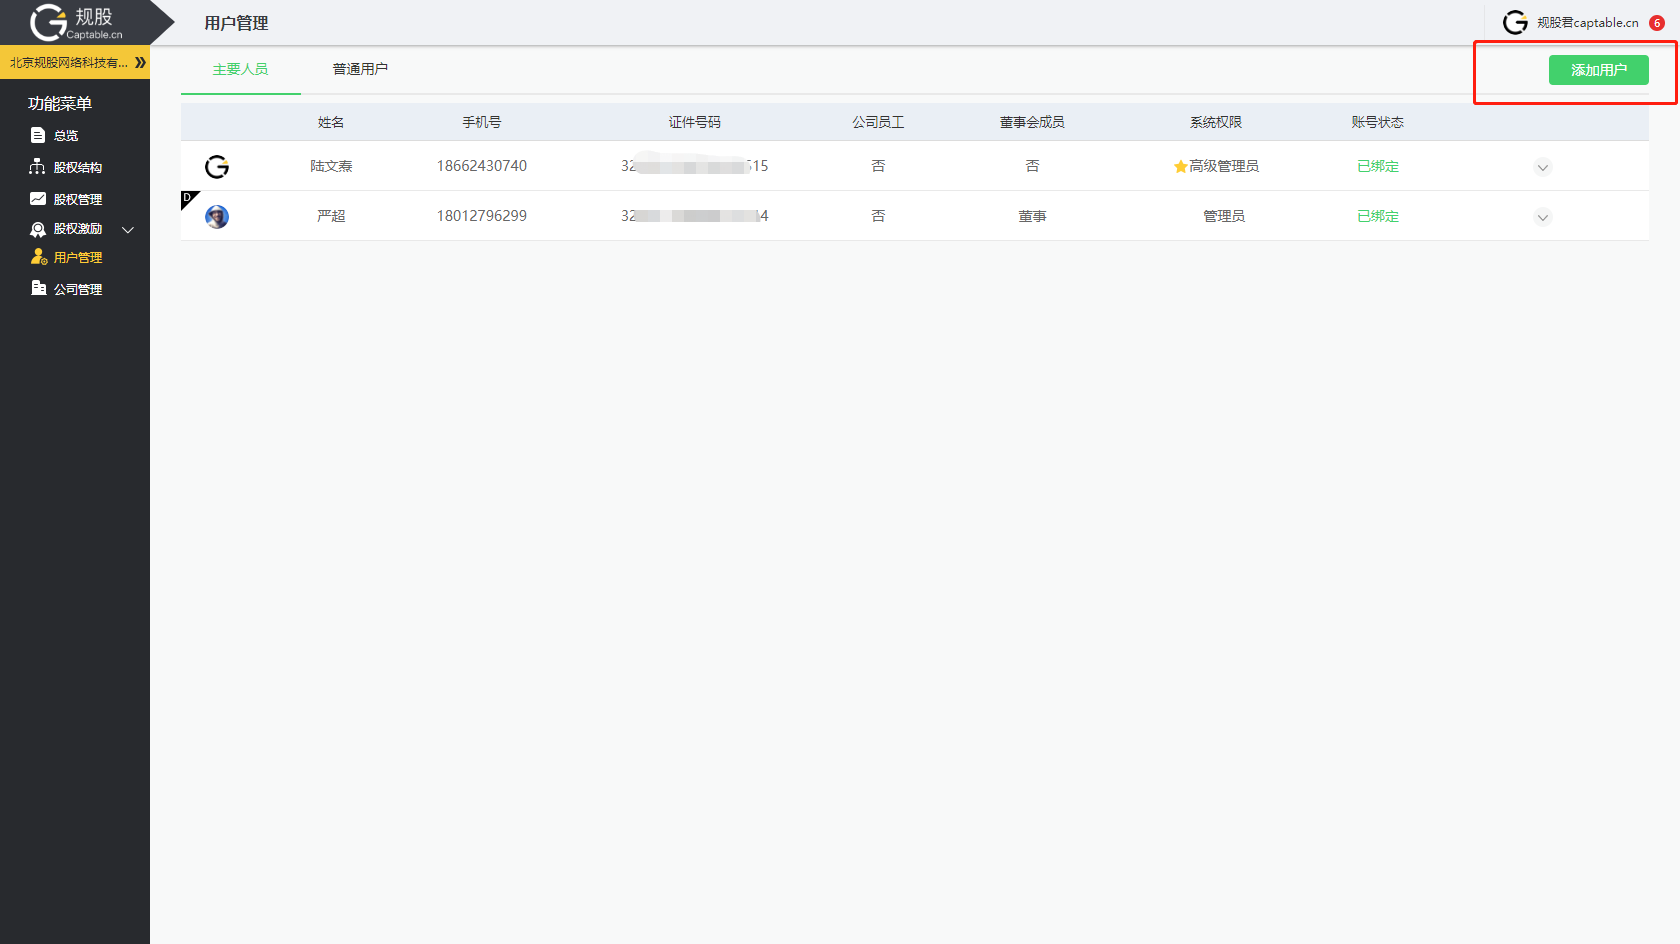 规股
Captable.cn
用户管理
规股君captable.cn
6
北京规股网络科技有...
主要人员
普通用户
添加用户
功能菜单
总览
股权结构
股权管理
股权激励
用户管理
公司管理
姓名 手机号 证件号码 公司员工 董事会成员 系统权限 账号状态
陆文焘 18662430740 32 515 否 否 高级管理员 已绑定
D
严超 18012796299 32 14 否 董事 管理员 已绑定